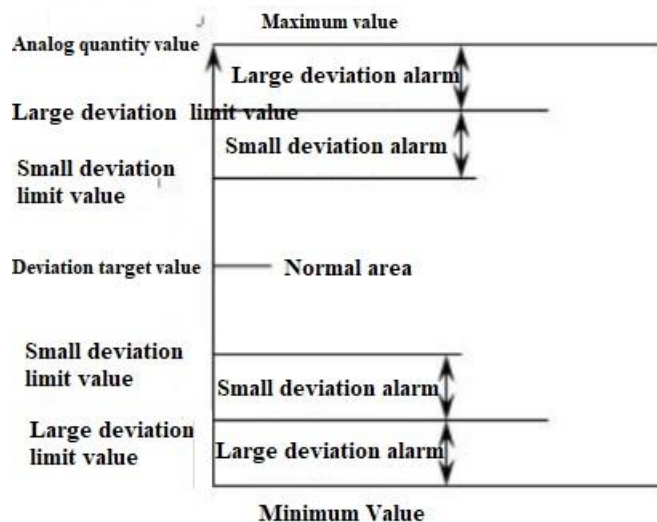 Maximum value
Analog quantity value
Large deviation alarm
Large deviation limit value
Small deviation alarm
Small deviation
limit value
Deviation target value
Normal area
Small deviation
limit value
Small deviation alarm
Large deviation
limit value
Large deviation alarm
Minimum Value